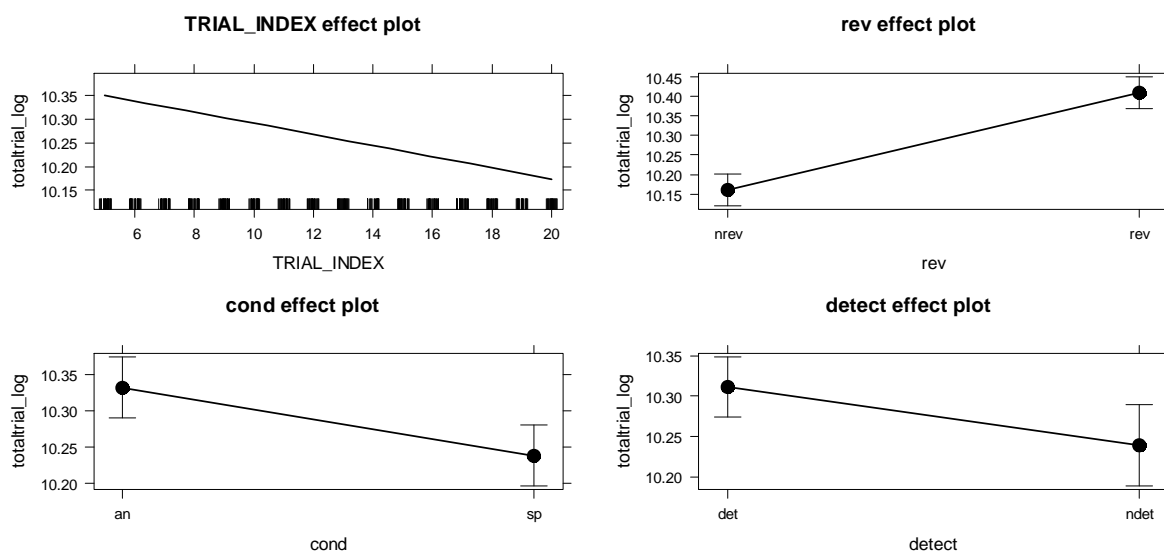 TRIAL_INDEX effect plot
totaltrial_log
10.35
10.30
10.25
10.20
10.15
6 8 10 12 14 16 18 20
TRIAL_INDEX
rev effect plot
totaltrial_log
10.45
10.40
10.35
10.30
10.25
10.20
10.15
nrev rev
rev
cond effect plot
totaltrial_log
10.35
10.30
10.25
10.20
an sp
cond
detect effect plot
totaltrial_log
10.35
10.30
10.25
10.20
det ndet
detect